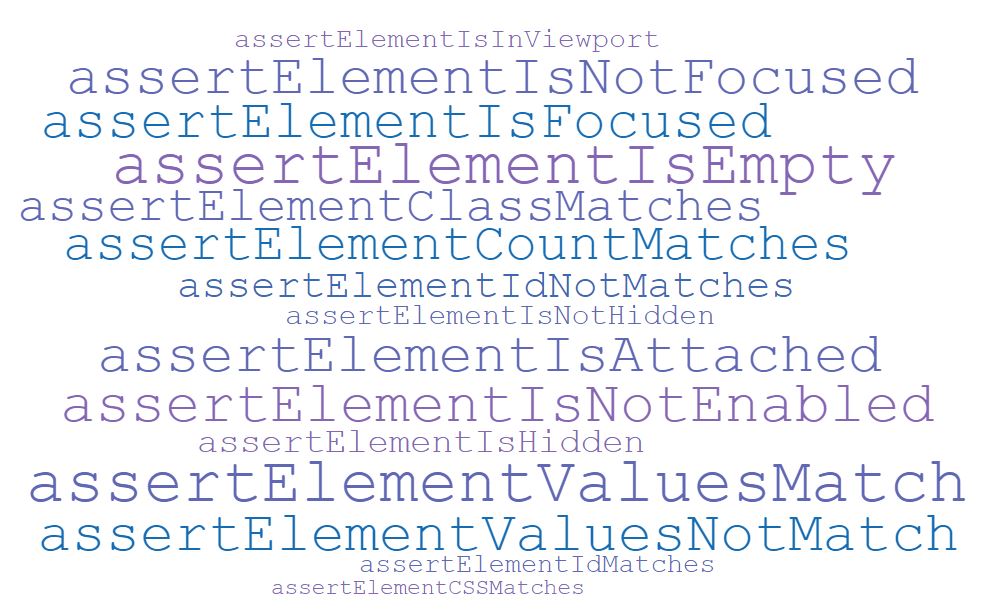 assertElementIsInViewport
assertElementIsNotFocused
assertElementIsFocused
assertElementIsEmpty
assertElementClassMatches
assertElementCountMatches
assertElementIdNotMatches
assertElementIsNotHidden
assertElementIsAttached
assertElementIsNotEnabled
assertElementIsHidden
assertElementValuesMatch
assertElementValuesNotMatch
assertElementIdMatches
assertElementCSSMatches